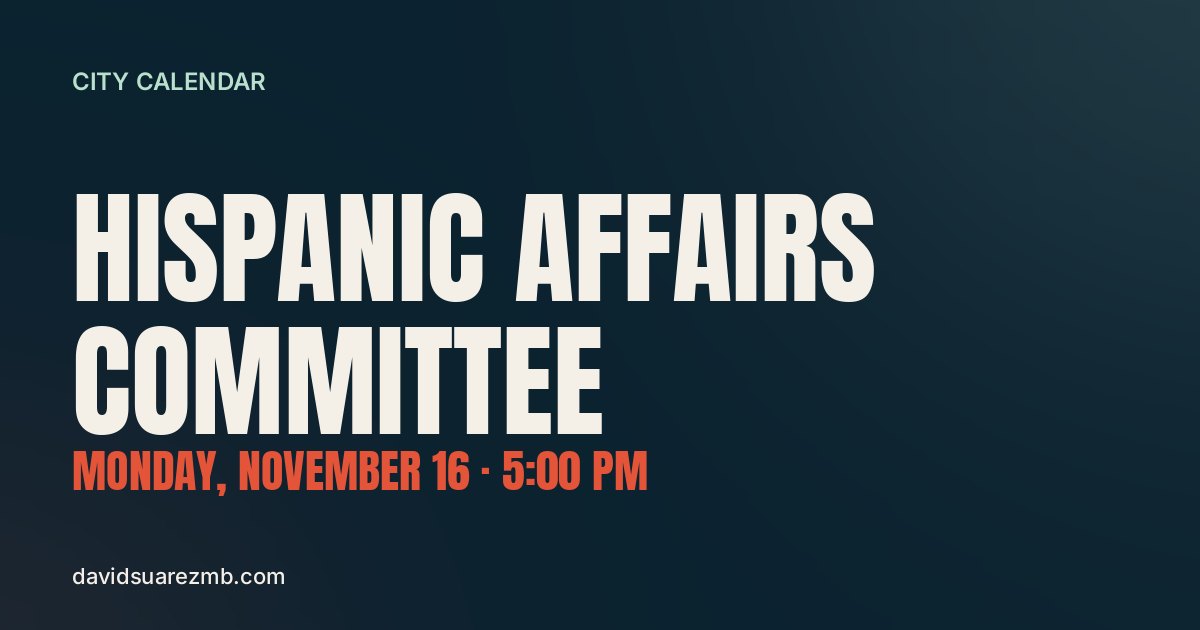 CITY CALENDAR
HISPANIC AFFAIRS
COMMITTEE
MONDAY, NOVEMBER 16 · 5:00 PM
davidsuarezmb.com